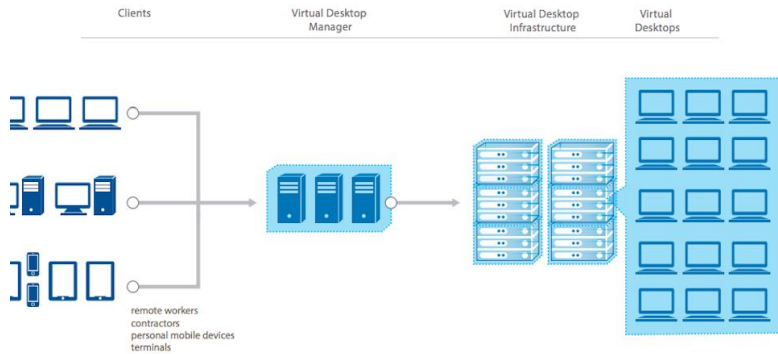 Clients
Virtual Desktop
Manager
Virtual Desktop
Infrastructure
Virtual
Desktops
remote workers
contractors
personal mobile devices
terminals